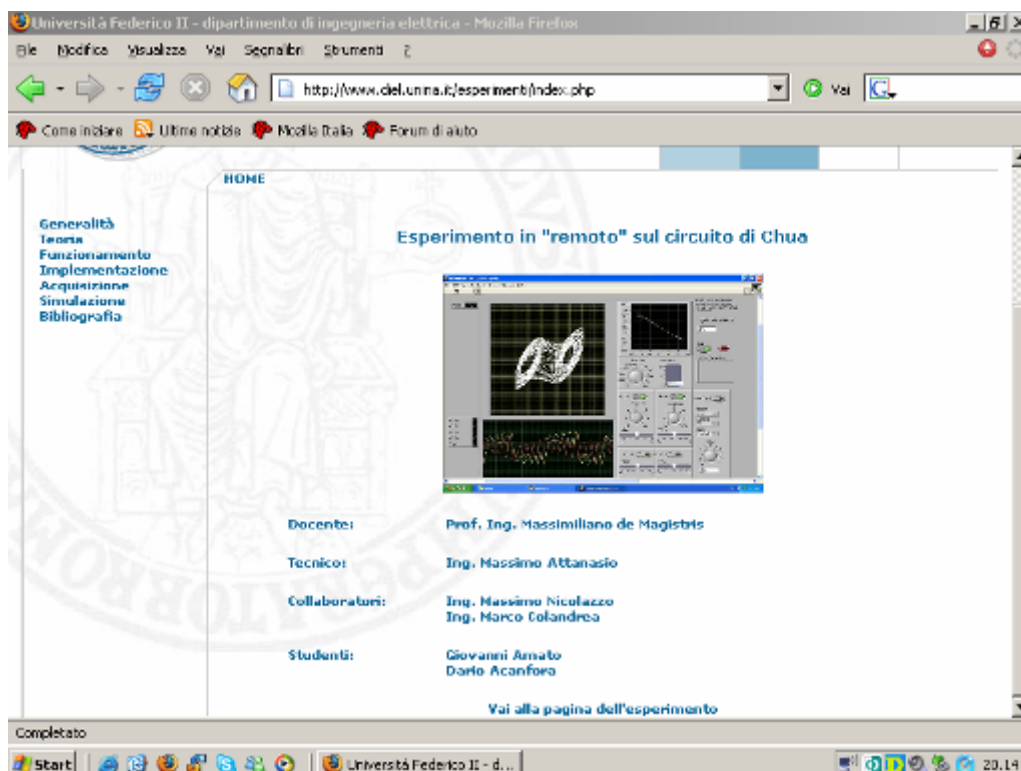 Università Federico II - dipartimento di ingegneria elettrica - Mozilla Firefox
File Modifica Visualizza Vai Segnalibri Strumenti ?
http://www.diel.unina.it/esperimenti/index.php Vai
Come iniziare Ultime notizie Mozilla Italia Forum di aiuto
HOME
Generalità
Teoria
Funzionamento
Implementazione
Acquisizione
Simulazione
Bibliografia
Esperimento in "remoto" sul circuito di Chua
Docente: Prof. Ing. Massimiliano de Magistris
Tecnico: Ing. Massimo Attanasio
Collaboratori: Ing. Massimo Nicolazzo
Ing. Marco Colandrea
Studenti: Giovanni Amato
Dario Acanfora
Vai alla pagina dell'esperimento
Completato
Start Università Federico II - d... 20.14